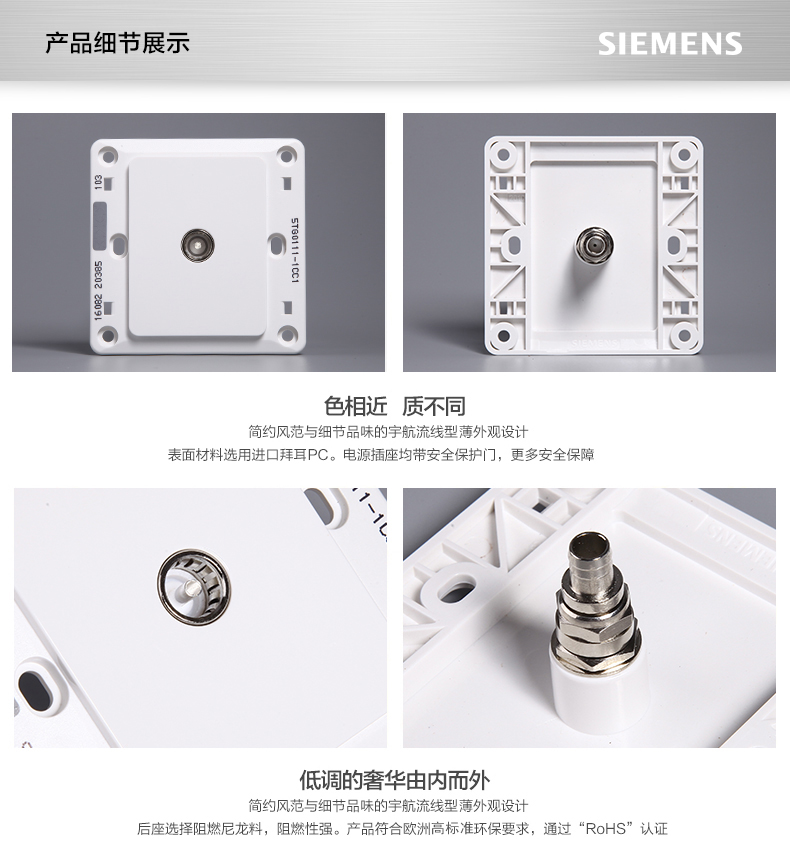 产品细节展示
SIEMENS
103
16082 20385
5TG0111-1CC1
SIEMENS
色相近 质不同
简约风范与细节品味的宇航流线型薄外观设计
表面材料选用进口拜耳PC。电源插座均带安全保护门，更多安全保障
11-1C
SIEMENS
低调的奢华由内而外
简约风范与细节品味的宇航流线型薄外观设计
后座选择阻燃尼龙料，阻燃性强。产品符合欧洲高标准环保要求，通过“RoHS”认证